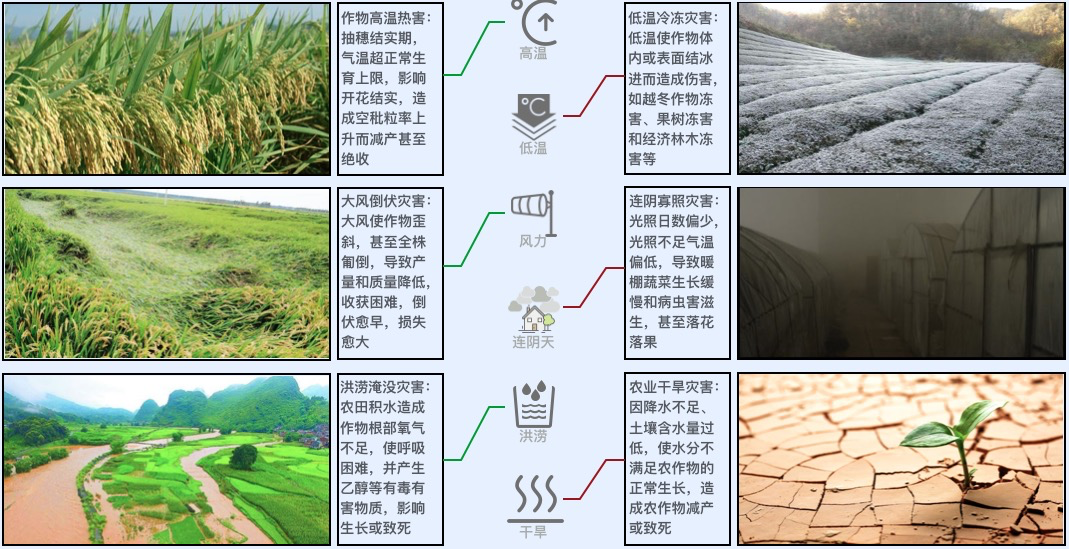 作物高温热害：
抽穗结实期，
气温超正常生
育上限，影响
开花结实，造
成空秕粒率上
升而减产甚至
绝收
℃
高温
℃
低温
低温冷冻灾害：
低温使作物体
内或表面结冰
进而造成伤害，
如越冬作物冻
害、果树冻害
和经济林木冻
害等
大风倒伏灾害：
大风使作物歪
斜，甚至全株
匍倒，导致产
量和质量降低，
收获困难，倒
伏愈早，损失
愈大
风力
连阴天
连阴寡照灾害：
光照日数偏少，
光照不足气温
偏低，导致暖
棚蔬菜生长缓
慢和病虫害滋
生，甚至落花
落果
洪涝淹没灾害：
农田积水造成
作物根部氧气
不足，使呼吸
困难，并产生
乙醇等有毒有
害物质，影响
生长或致死
洪涝
干旱
农业干旱灾害：
因降水不足、
土壤含水量过
低，使水分不
满足农作物的
正常生长，造
成农作物减产
或致死